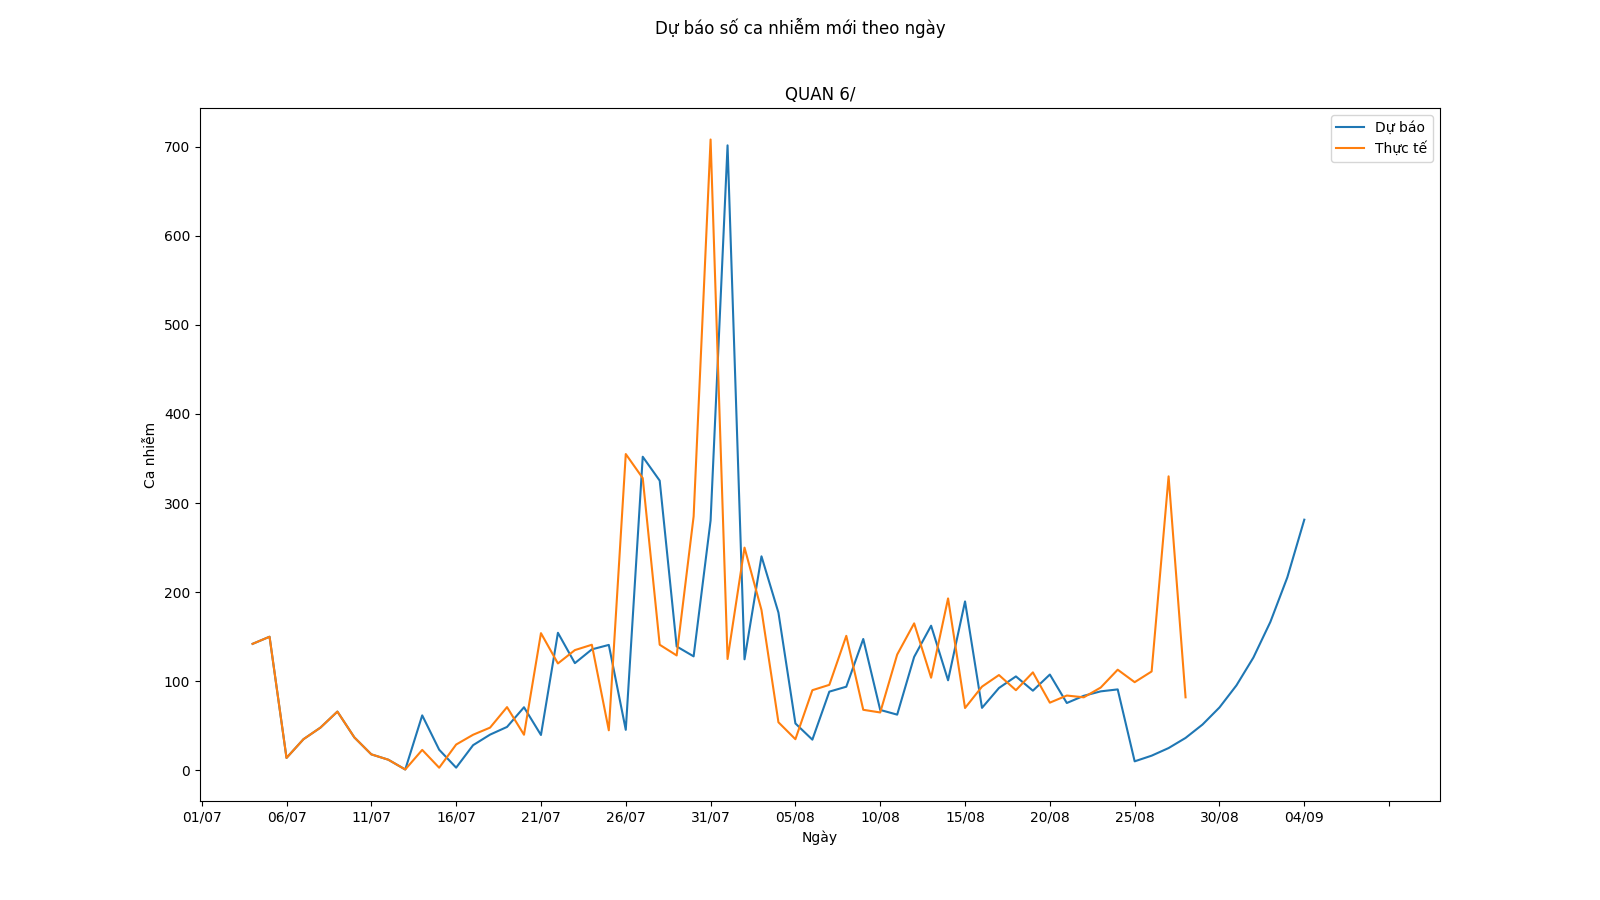 Dự báo số ca nhiễm mới theo ngày
QUAN 6/
Dự báo
Thực tế
700
600
500
400
300
200
100
0
Ca nhiễm
01/07 06/07 11/07 16/07 21/07 26/07 31/07 05/08 10/08 15/08 20/08 25/08 30/08 04/09
Ngày